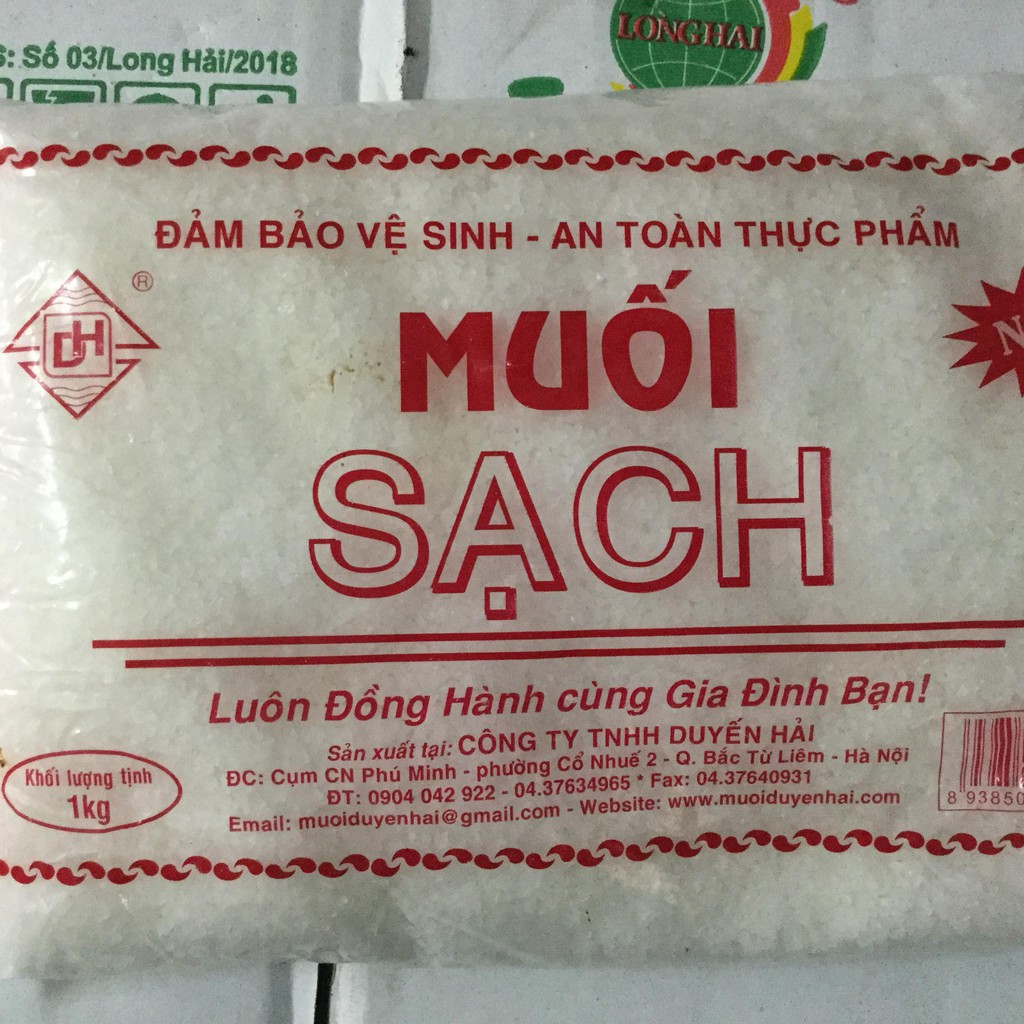 Số 03/Long Hải/2018
LONGHAI
ĐẢM BẢO VỆ SINH - AN TOÀN THỰC PHẨM
®
DH
MUỐI
SẠCH
Luôn Đồng Hành cùng Gia Đình Bạn!
Sản xuất tại: CÔNG TY TNHH DUYẾN HẢI
ĐC: Cụm CN Phú Minh - phường Cổ Nhuế 2 - Q. Bắc Từ Liêm - Hà Nội
ĐT: 0904 042 922 - 04.37634965 * Fax: 04.37640931
Email: muoiduyenhai@gmail.com - Website: www.muoiduyenhai.com
Khối lượng tịnh
1kg
8 93850